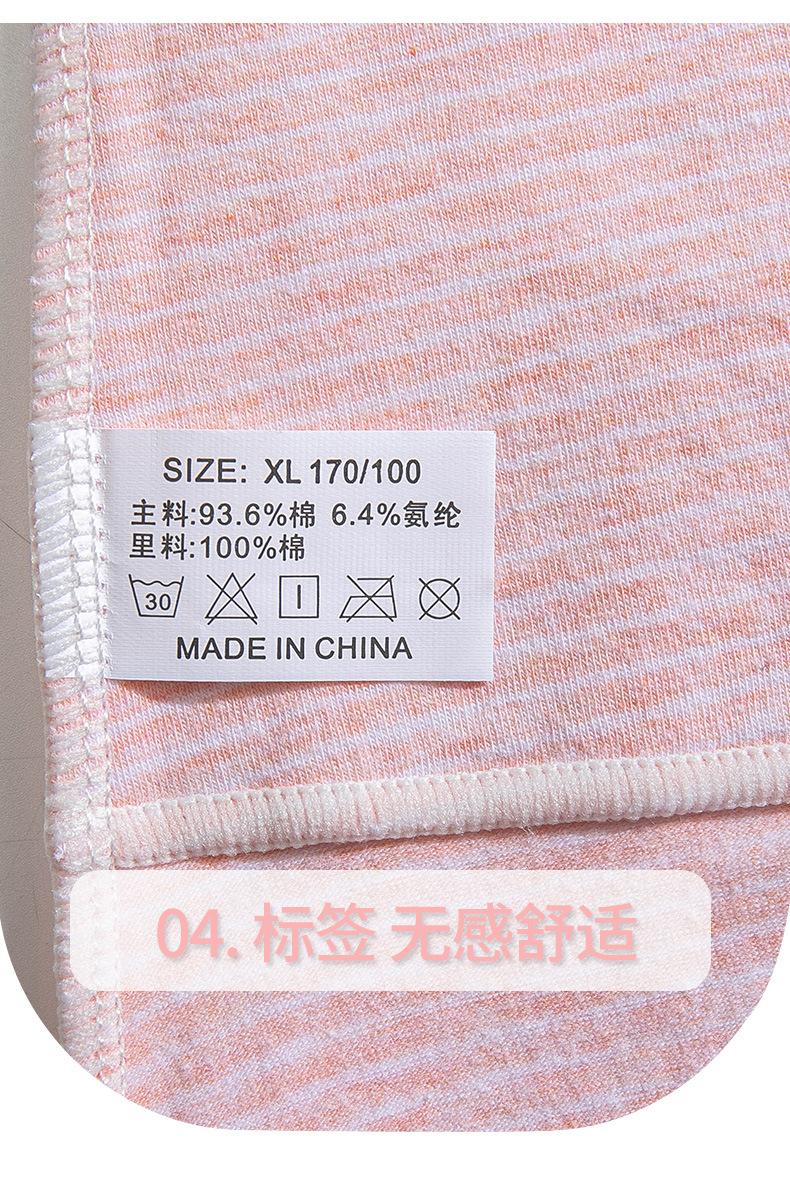 SIZE: XL 170/100
主料:93.6%棉 6.4%氨纶
里料:100%棉
30
MADE IN CHINA
04. 标签 无感舒适